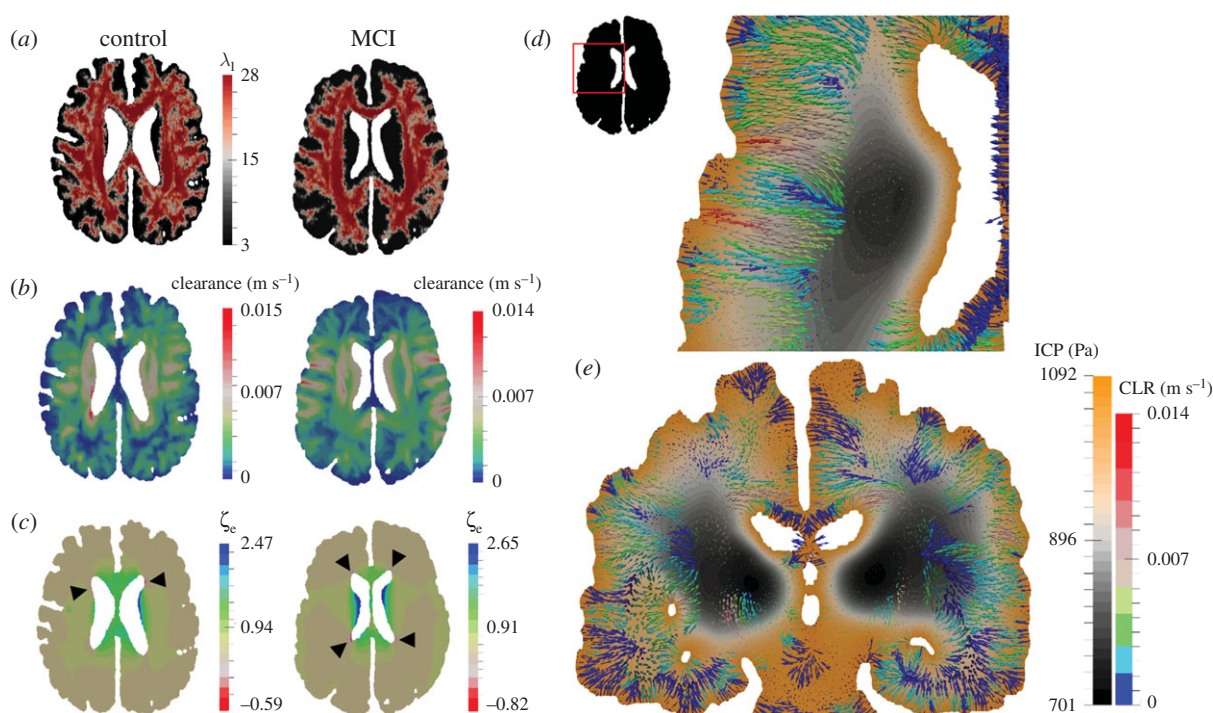 (a) control MCI
λ1
28
15
3
(b) clearance (m s–1) clearance (m s–1)
0.015 0.014
0.007 0.007
0 0
(c) ζe ζe
2.47 2.65
0.94 0.91
–0.59 –0.82
(d)
(e)
ICP (Pa)
1092
896
701
CLR (m s–1)
0.014
0.007
0